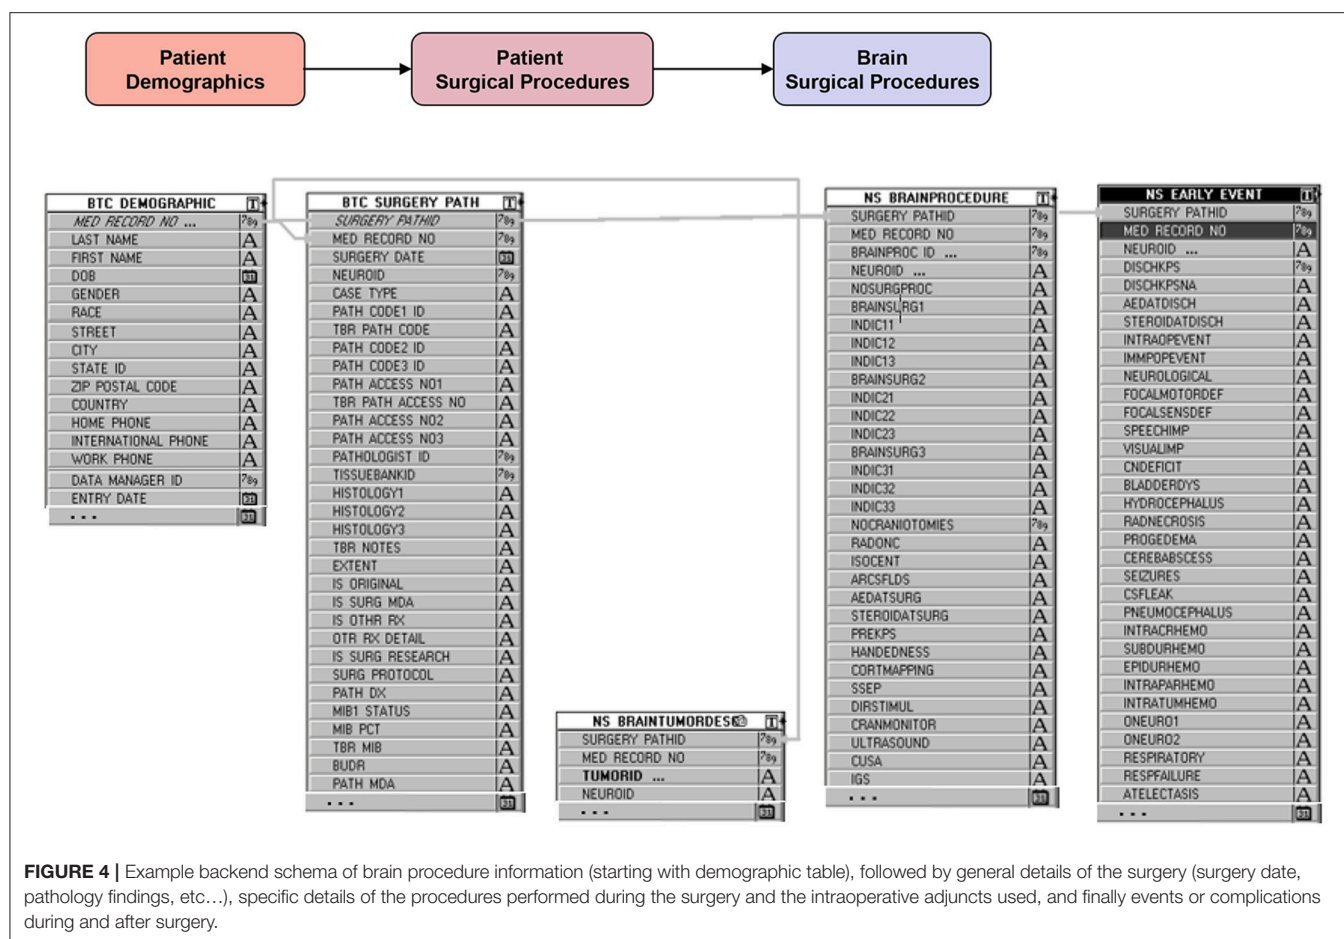 Patient
Demographics
Patient
Surgical Procedures
Brain
Surgical Procedures
BTC DEMOGRAPHIC
MED RECORD NO ...
LAST NAME
FIRST NAME
DOB
GENDER
RACE
STREET
CITY
STATE ID
ZIP POSTAL CODE
COUNTRY
HOME PHONE
INTERNATIONAL PHONE
WORK PHONE
DATA MANAGER ID
ENTRY DATE
...
BTC SURGERY PATH
SURGERY PATHID
MED RECORD NO
SURGERY DATE
NEUROID
CASE TYPE
PATH CODE1 ID
TBR PATH CODE
PATH CODE2 ID
PATH CODE3 ID
PATH ACCESS NO1
TBR PATH ACCESS NO
PATH ACCESS NO2
PATH ACCESS NO3
PATHOLOGIST ID
TISSUEBANKID
HISTOLOGY1
HISTOLOGY2
HISTOLOGY3
TBR NOTES
EXTENT
IS ORIGINAL
IS SURG MDA
IS OTHR RX
OTR RX DETAIL
IS SURG RESEARCH
SURG PROTOCOL
PATH DX
MIB1 STATUS
MIB PCT
TBR MIB
BUDR
PATH MDA
...
NS BRAINTUMORDESC
SURGERY PATHID
MED RECORD NO
TUMORID ...
NEUROID
...
NS BRAINPROCEDURE
SURGERY PATHID
MED RECORD NO
BRAINPROC ID ...
NEUROID ...
NOSURGPROC
BRAINSURG1
INDIC11
INDIC12
INDIC13
BRAINSURG2
INDIC21
INDIC22
INDIC23
BRAINSURG3
INDIC31
INDIC32
INDIC33
NOCRANIOTOMIES
RADONC
ISOCENT
ARCSFLDS
AEDATSURG
STEROIDATSURG
PREKPS
HANDEDNESS
CORTMAPPING
SSEP
DIRSTIMUL
CRANMONITOR
ULTRASOUND
CUSA
IGS
...
NS EARLY EVENT
SURGERY PATHID
MED RECORD NO
NEUROID ...
DISCHKPS
DISCHKPSNA
AEDATDISCH
STEROIDATDISCH
INTRAOPEVENT
IMMPOPEVENT
NEUROLOGICAL
FOCALMOTORDEF
FOCALSENSDEF
SPEECHIMP
VISUALIMP
CNDEFICIT
BLADDERDYS
HYDROCEPHALUS
RADNECROSIS
PROGEDEMA
CEREBABSCESS
SEIZURES
CSFLEAK
PNEUMOCEPHALUS
INTRACRHEMO
SUBDURHEMO
EPIDURHEMO
INTRAPARHEMO
INTRATUMHEMO
ONEURO1
ONEURO2
RESPIRATORY
RESPFAILURE
ATELECTASIS
...
FIGURE 4 | Example backend schema of brain procedure information (starting with demographic table), followed by general details of the surgery (surgery date,
pathology findings, etc…), specific details of the procedures performed during the surgery and the intraoperative adjuncts used, and finally events or complications
during and after surgery.